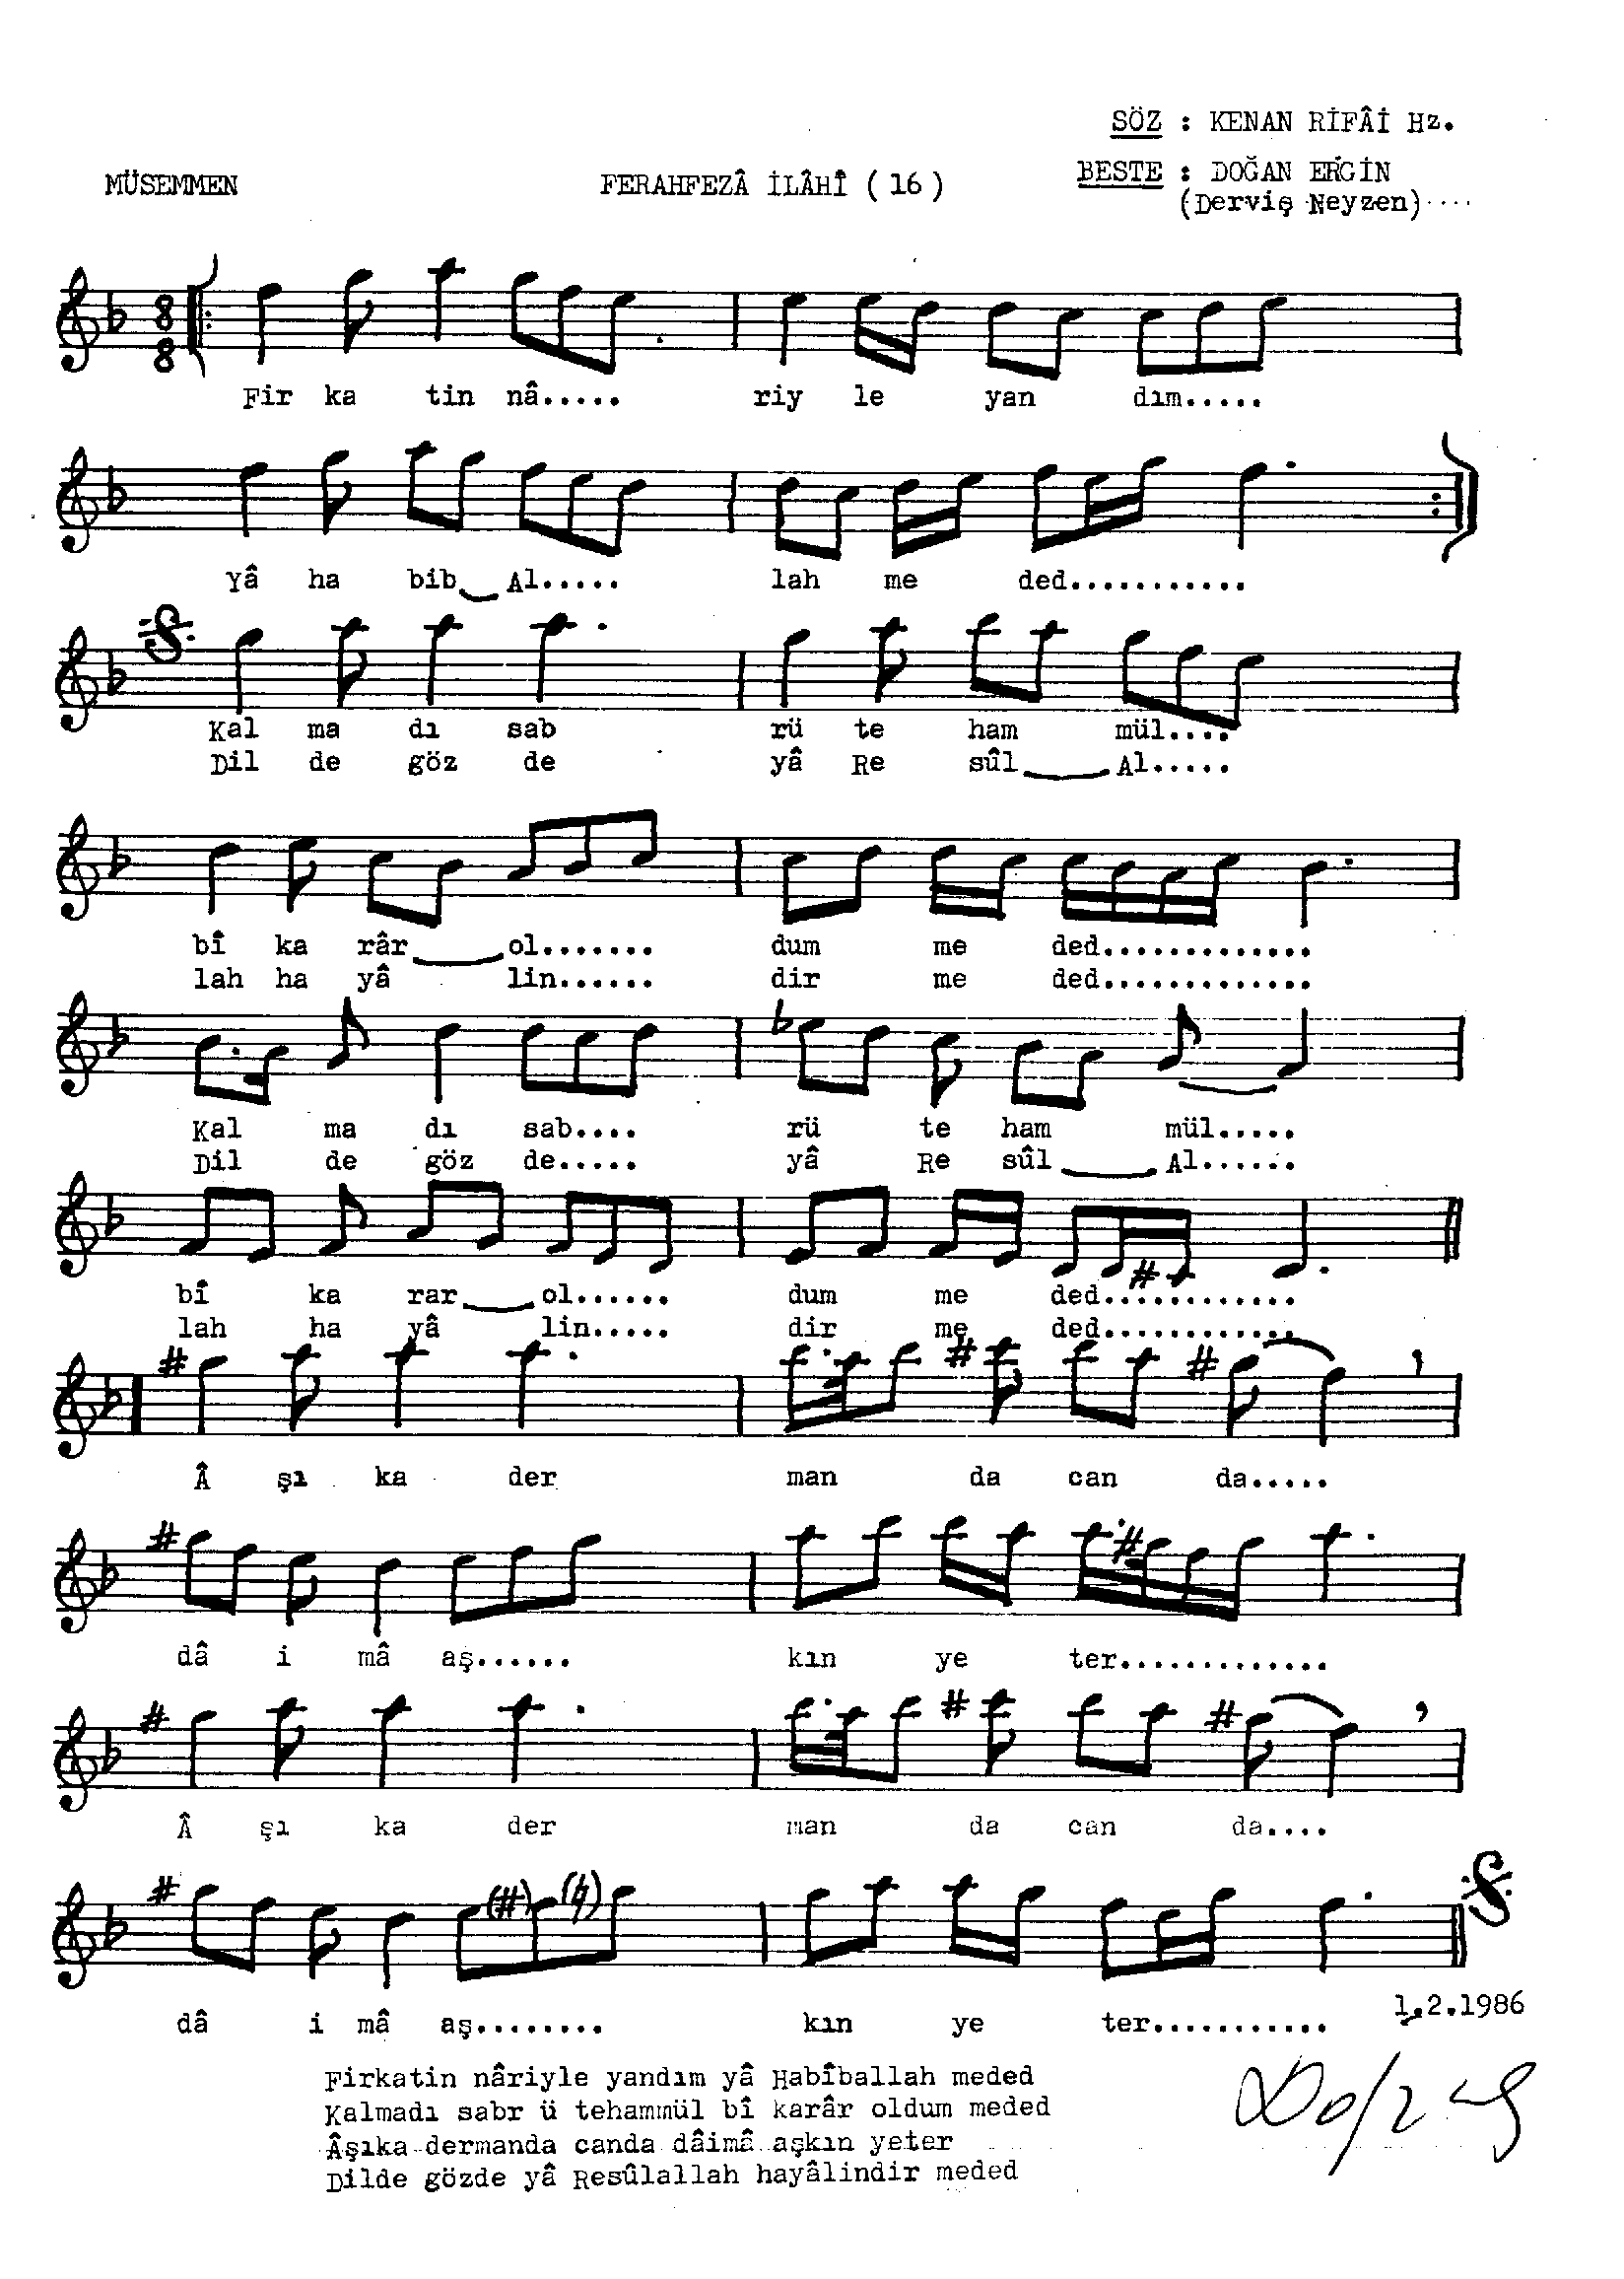 SÖZ : KENAN RİFÂİ Hz.
MÜSEMMEN FERAHFEZÂ İLÂHÎ ( 16 ) BESTE : DOĞAN ERGİN
(Derviş Neyzen)....
8
8
Fir ka tin nâ..... riy le yan dım.....
Yâ ha bib Al..... lah me ded...........
Kal ma dı sab rü te ham mül....
Dil de göz de yâ Re sûl Al.....
bî ka râr ol....... dum me ded.............
lah ha yâ lin...... dir me ded.............
Kal ma dı sab.... rü te ham mül.....
Dil de göz de..... yâ Re sûl Al......
bî ka rar ol...... dum me ded............
lah ha yâ lin..... dir me ded............
Â şı ka der man da can da.....
dâ i mâ aş...... kın ye ter.............
Â şı ka der man da can da....
dâ i mâ aş........ kın ye ter...........
1.2.1986
Firkatin nâriyle yandım yâ Habîballah meded
Kalmadı sabr ü tehammül bî karâr oldum meded
Âşıka dermanda canda dâimâ aşkın yeter
Dilde gözde yâ Resûlallah hayâlindir meded